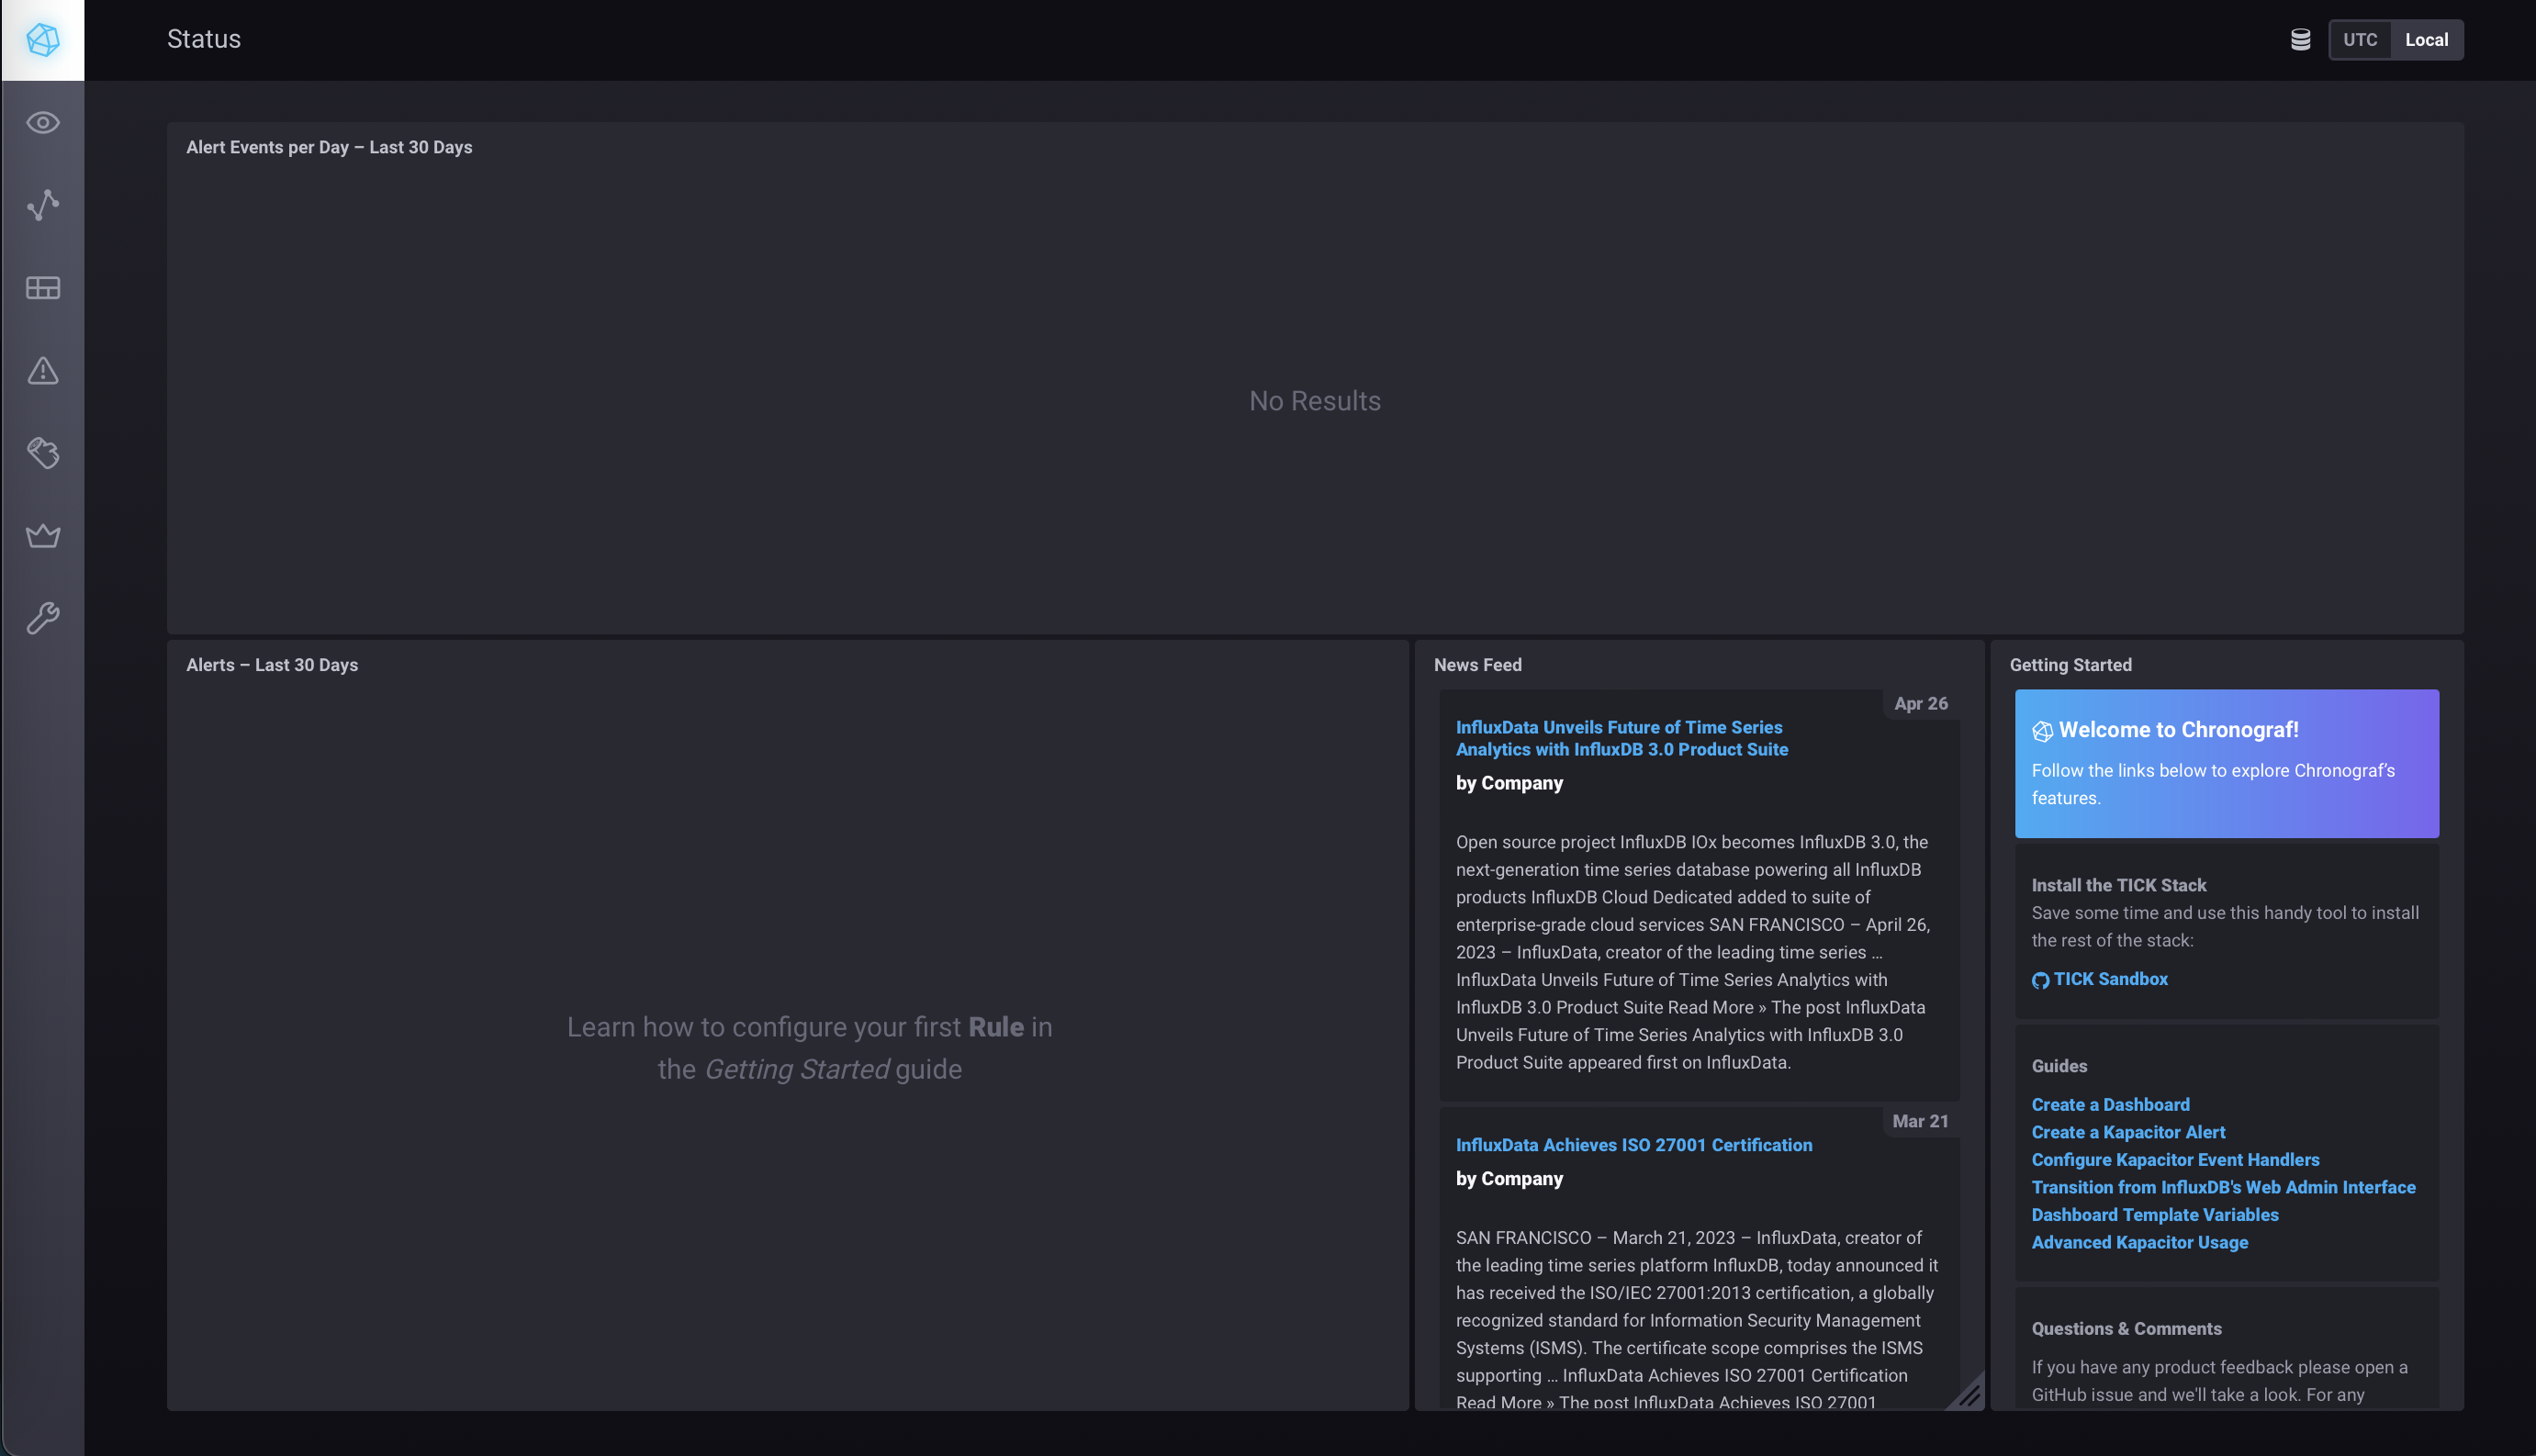 Status
UTC
Local
Alert Events per Day – Last 30 Days
No Results
Alerts – Last 30 Days
Learn how to configure your first Rule in
the Getting Started guide
News Feed
Apr 26
InfluxData Unveils Future of Time Series
Analytics with InfluxDB 3.0 Product Suite
by Company
Open source project InfluxDB IOx becomes InfluxDB 3.0, the
next-generation time series database powering all InfluxDB
products InfluxDB Cloud Dedicated added to suite of
enterprise-grade cloud services SAN FRANCISCO – April 26,
2023 – InfluxData, creator of the leading time series ...
InfluxData Unveils Future of Time Series Analytics with
InfluxDB 3.0 Product Suite Read More » The post InfluxData
Unveils Future of Time Series Analytics with InfluxDB 3.0
Product Suite appeared first on InfluxData.
Mar 21
InfluxData Achieves ISO 27001 Certification
by Company
SAN FRANCISCO – March 21, 2023 – InfluxData, creator of
the leading time series platform InfluxDB, today announced it
has received the ISO/IEC 27001:2013 certification, a globally
recognized standard for Information Security Management
Systems (ISMS). The certificate scope comprises the ISMS
supporting ... InfluxData Achieves ISO 27001 Certification
Read More » The post InfluxData Achieves ISO 27001
Getting Started
Welcome to Chronograf!
Follow the links below to explore Chronograf's
features.
Install the TICK Stack
Save some time and use this handy tool to install
the rest of the stack:
TICK Sandbox
Guides
Create a Dashboard
Create a Kapacitor Alert
Configure Kapacitor Event Handlers
Transition from InfluxDB's Web Admin Interface
Dashboard Template Variables
Advanced Kapacitor Usage
Questions & Comments
If you have any product feedback please open a
GitHub issue and we'll take a look. For any